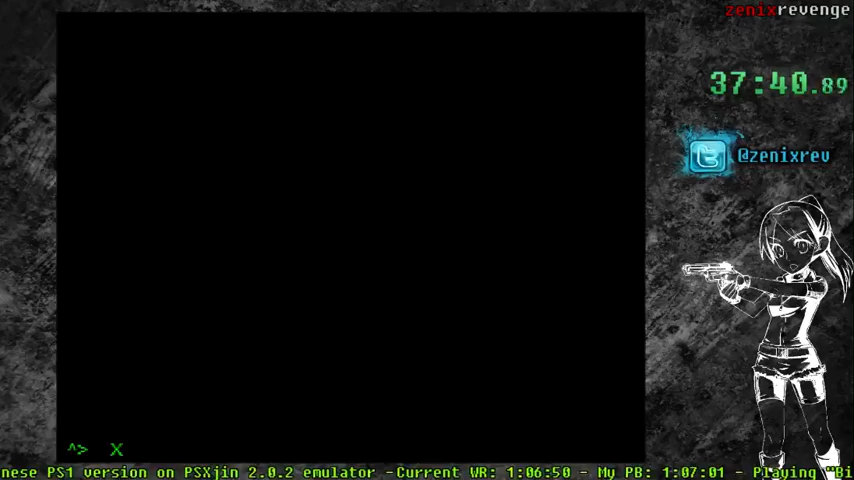 zenixrevenge
37:40.89
@zenixrev
^> X
nese PS1 version on PSXjin 2.0.2 emulator -Current WR: 1:06:50 - My PB: 1:07:01 - Playing "Bi